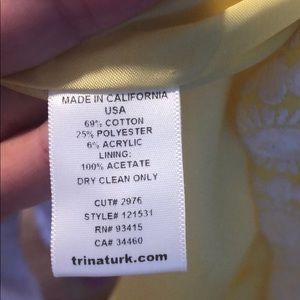 MADE IN CALIFORNIA
USA
69% COTTON
25% POLYESTER
6% ACRYLIC
LINING:
100% ACETATE
DRY CLEAN ONLY
CUT# 2976
STYLE# 121531
RN# 93415
CA# 34460
trinaturk.com